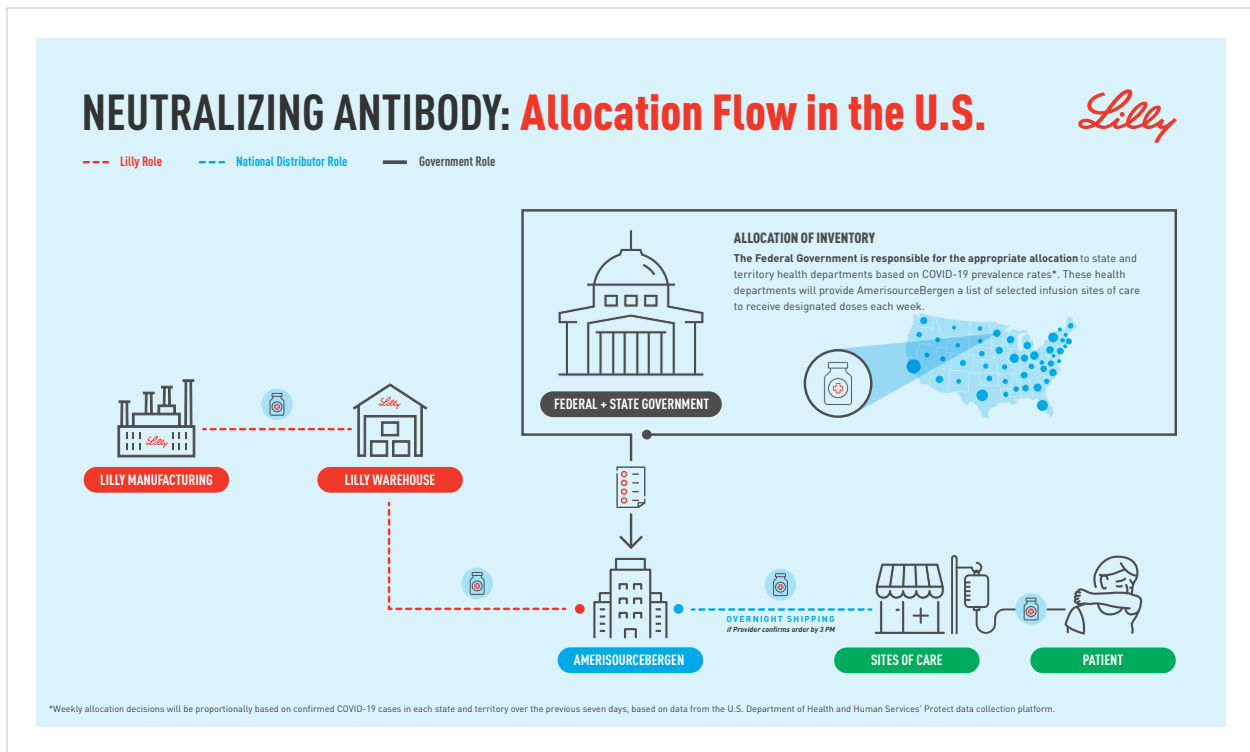 NEUTRALIZING ANTIBODY: Allocation Flow in the U.S.
Lilly
Lilly Role
National Distributor Role
Government Role
ALLOCATION OF INVENTORY
The Federal Government is responsible for the appropriate allocation to state and
territory health departments based on COVID-19 prevalence rates*. These health
departments will provide AmerisourceBergen a list of selected infusion sites of care
to receive designated doses each week.
FEDERAL + STATE GOVERNMENT
Lilly
Lilly
LILLY MANUFACTURING
LILLY WAREHOUSE
OVERNIGHT SHIPPING
if Provider confirms order by 3 PM
AMERISOURCEBERGEN
SITES OF CARE
PATIENT
*Weekly allocation decisions will be proportionally based on confirmed COVID-19 cases in each state and territory over the previous seven days, based on data from the U.S. Department of Health and Human Services' Protect data collection platform.